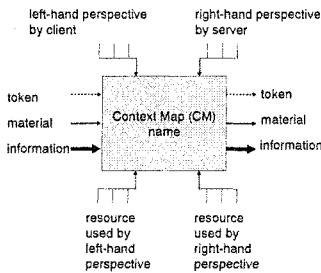 left-hand perspective
by client
right-hand perspective
by server
token
material
information
Context Map (CM)
name
token
material
information
resource
used by
left-hand
perspective
resource
used by
right-hand
perspective